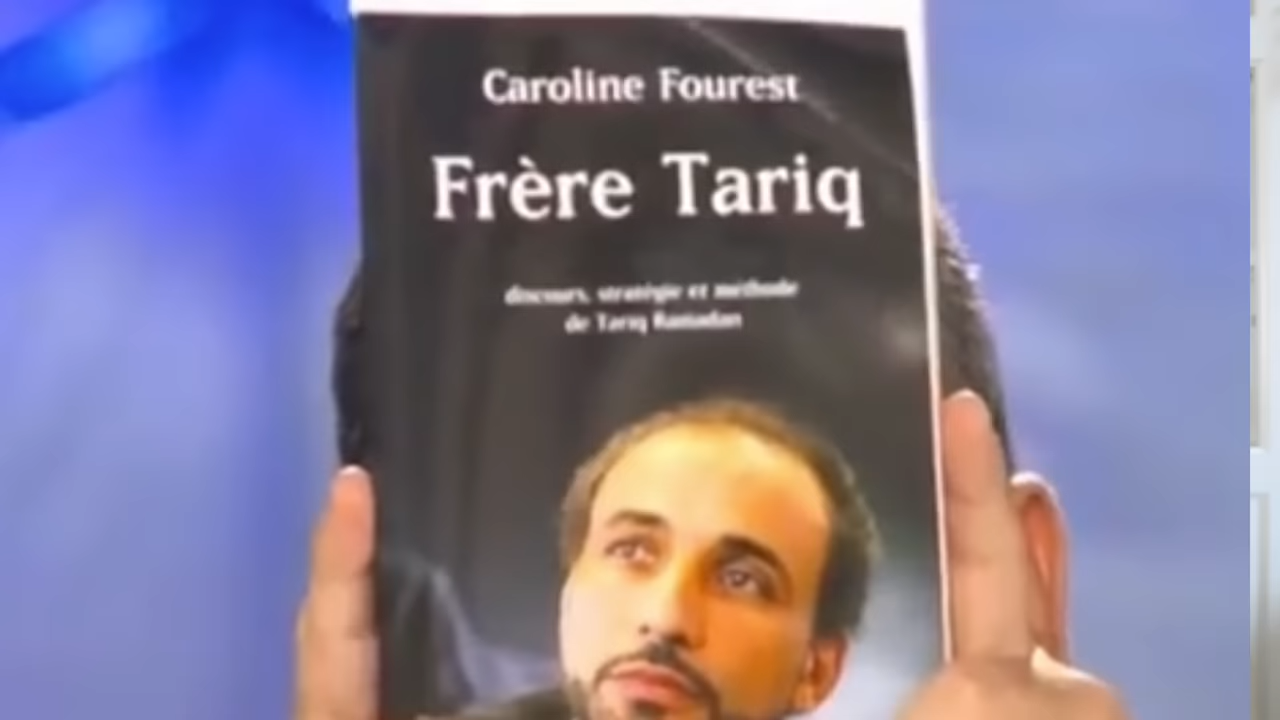 Caroline Fourest
Frère Tariq
discours, stratégie et méthode
de Tariq Ramadan